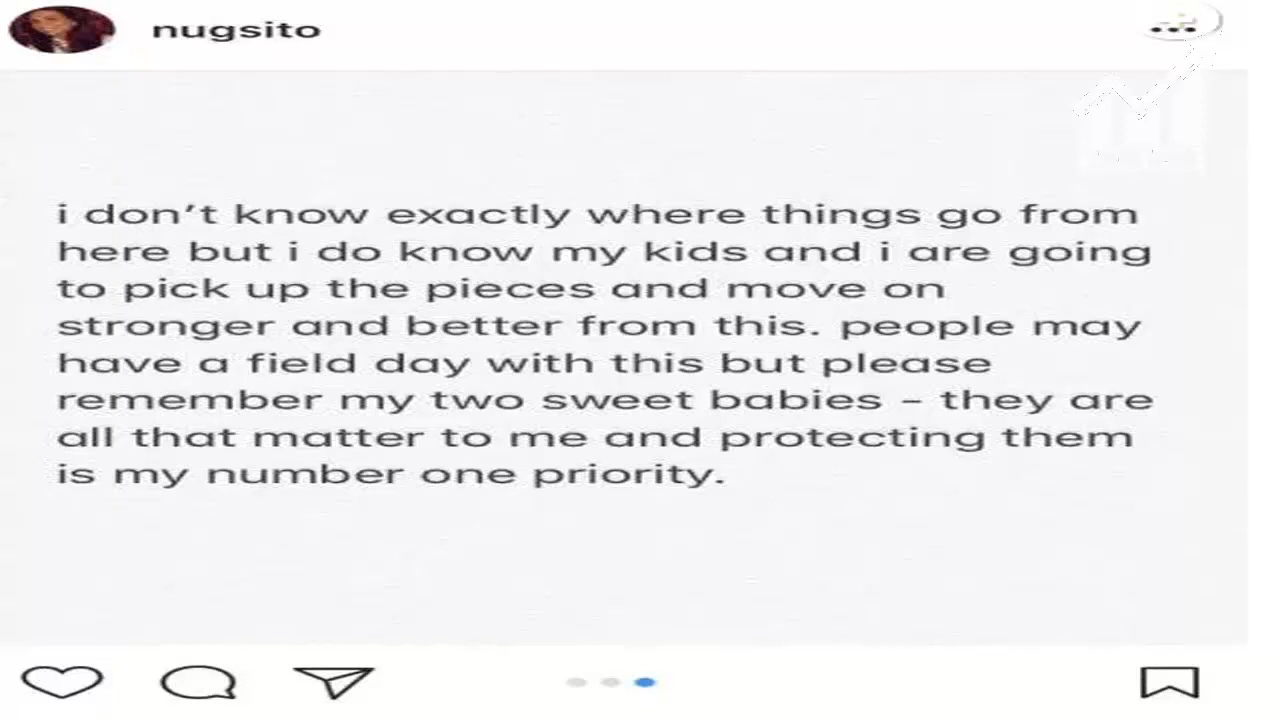 nugsito
i don’t know exactly where things go from
here but i do know my kids and i are going
to pick up the pieces and move on
stronger and better from this. people may
have a field day with this but please
remember my two sweet babies – they are
all that matter to me and protecting them
is my number one priority.